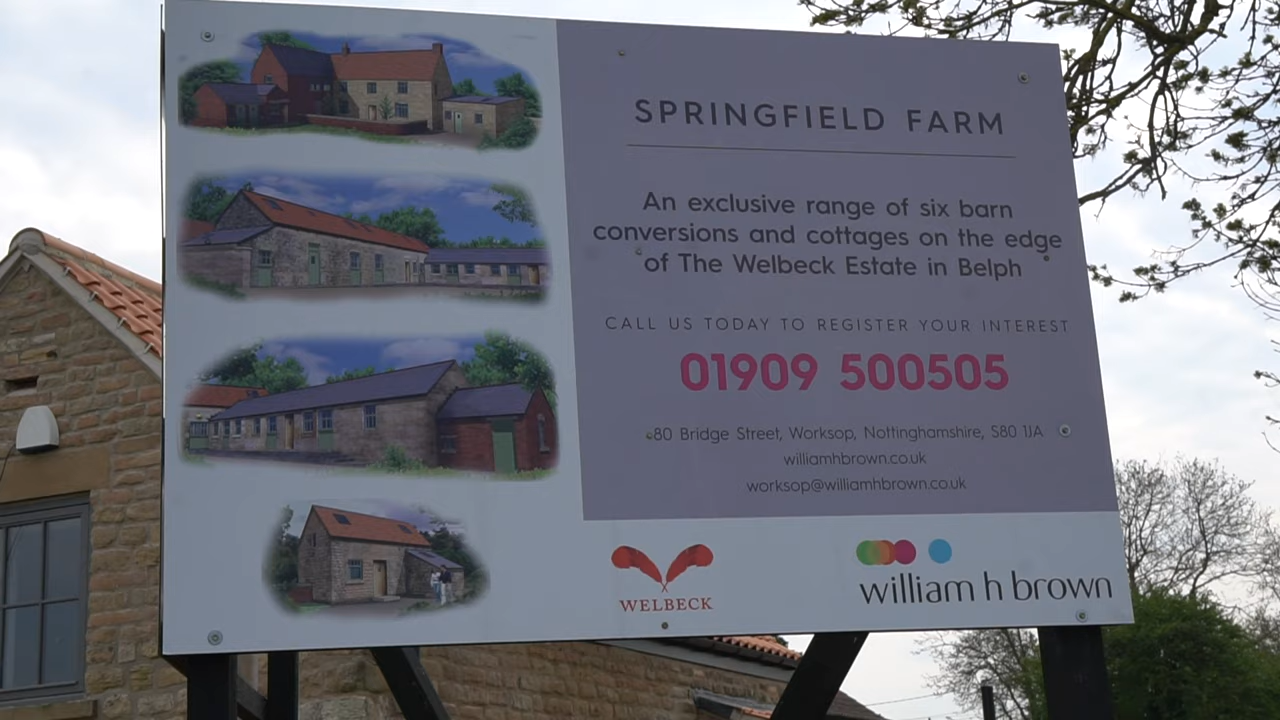 SPRINGFIELD FARM
An exclusive range of six barn
conversions and cottages on the edge
of The Welbeck Estate in Belph
CALL US TODAY TO REGISTER YOUR INTEREST
01909 500505
80 Bridge Street, Worksop, Nottinghamshire, S80 1JA
williamhbrown.co.uk
worksop@williamhbrown.co.uk
WELBECK
william h brown